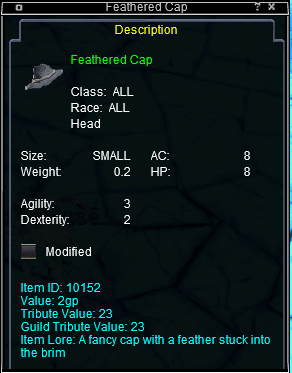 Feathered Cap
?
Description
Feathered Cap
Class: ALL
Race: ALL
Head
Size: SMALL AC: 8
Weight: 0.2 HP: 8
Agility: 3
Dexterity: 2
Modified
Item ID: 10152
Value: 2gp
Tribute Value: 23
Guild Tribute Value: 23
Item Lore: A fancy cap with a feather stuck into
the brim